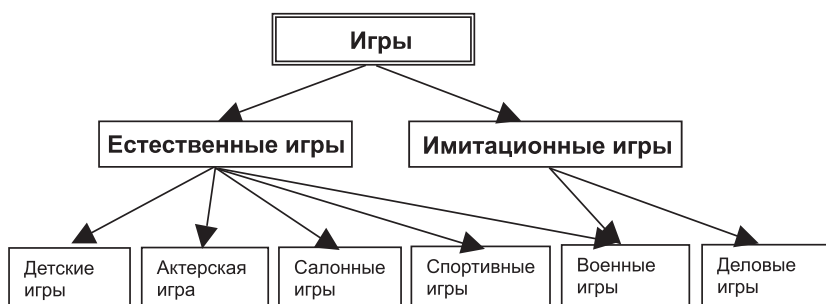 Игры
Естественные игры
Имитационные игры
Детские
игры
Актерская
игра
Салонные
игры
Спортивные
игры
Военные
игры
Деловые
игры